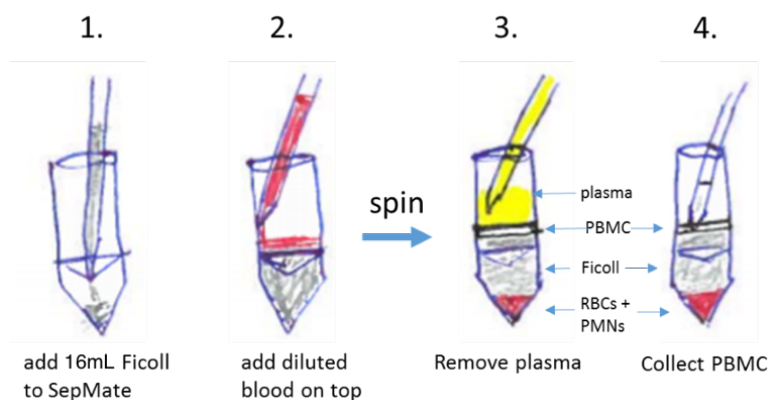 1.
2.
3.
4.
spin
plasma
PBMC
Ficoll
RBCs +
PMNs
add 16mL Ficoll
to SepMate
add diluted
blood on top
Remove plasma
Collect PBMC